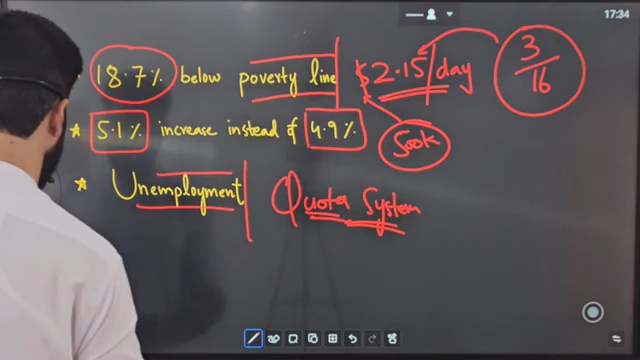 17:34
18.7% below poverty line $2.15/day 3/16
* 5.1% increase instead of 4.9% 500k
* Unemployment Quota System